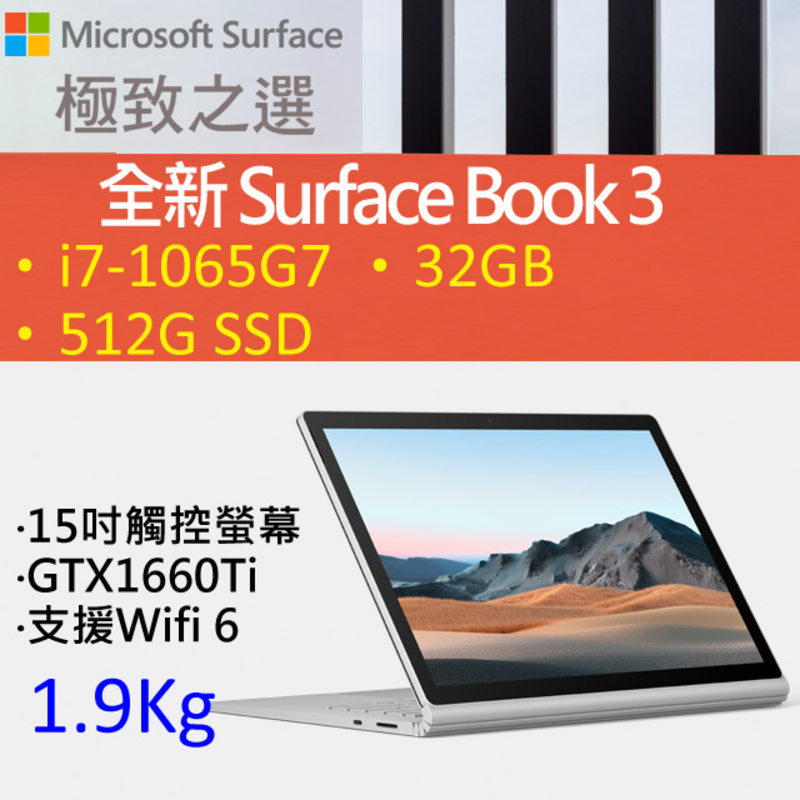 Microsoft Surface
極致之選
全新 Surface Book 3
• i7-1065G7 • 32GB
• 512G SSD
·15吋觸控螢幕
·GTX1660Ti
·支援Wifi 6
1.9Kg